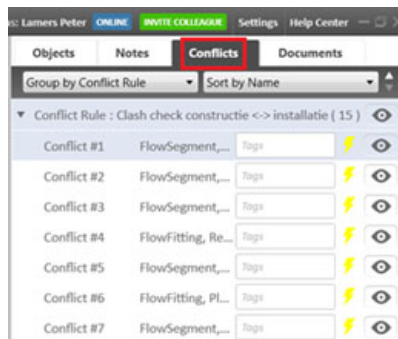 s: Lamers Peter ONLINE INVITE COLLEAGUE Settings Help Center
Objects Notes Conflicts Documents
Group by Conflict Rule Sort by Name
Conflict Rule : Clash check constructie <-> installatie ( 15 )
Conflict #1 FlowSegment,... Tags
Conflict #2 FlowSegment,... Tags
Conflict #3 FlowSegment,... Tags
Conflict #4 FlowFitting, Re... Tags
Conflict #5 FlowSegment,... Tags
Conflict #6 FlowFitting, Pl... Tags
Conflict #7 FlowSegment,... Tags